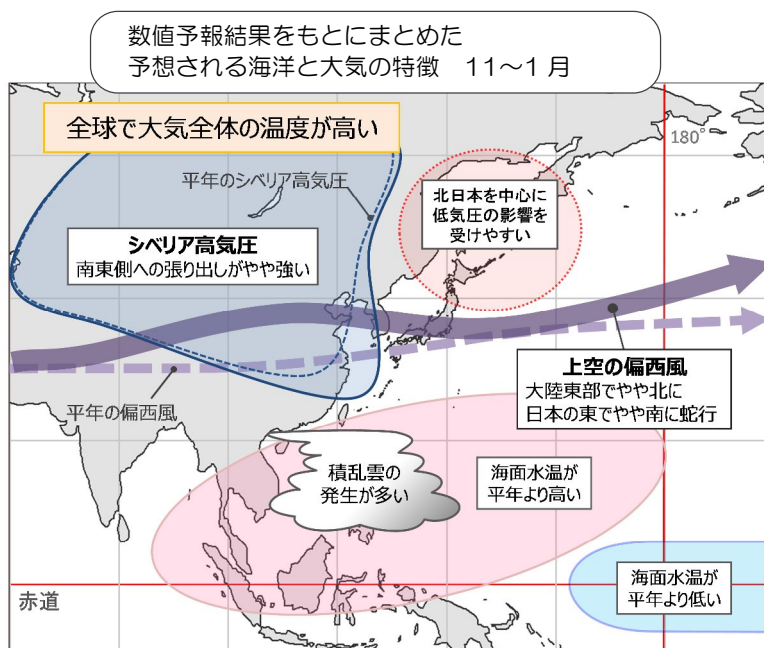 数値予報結果をもとにまとめた
予想される海洋と大気の特徴　11～1月
全球で大気全体の温度が高い
180°
平年のシベリア高気圧
北日本を中心に
低気圧の影響を
受けやすい
シベリア高気圧
南東側への張り出しがやや強い
上空の偏西風
大陸東部でやや北に
日本の東でやや南に蛇行
平年の偏西風
積乱雲の
発生が多い
海面水温が
平年より高い
赤道
海面水温が
平年より低い